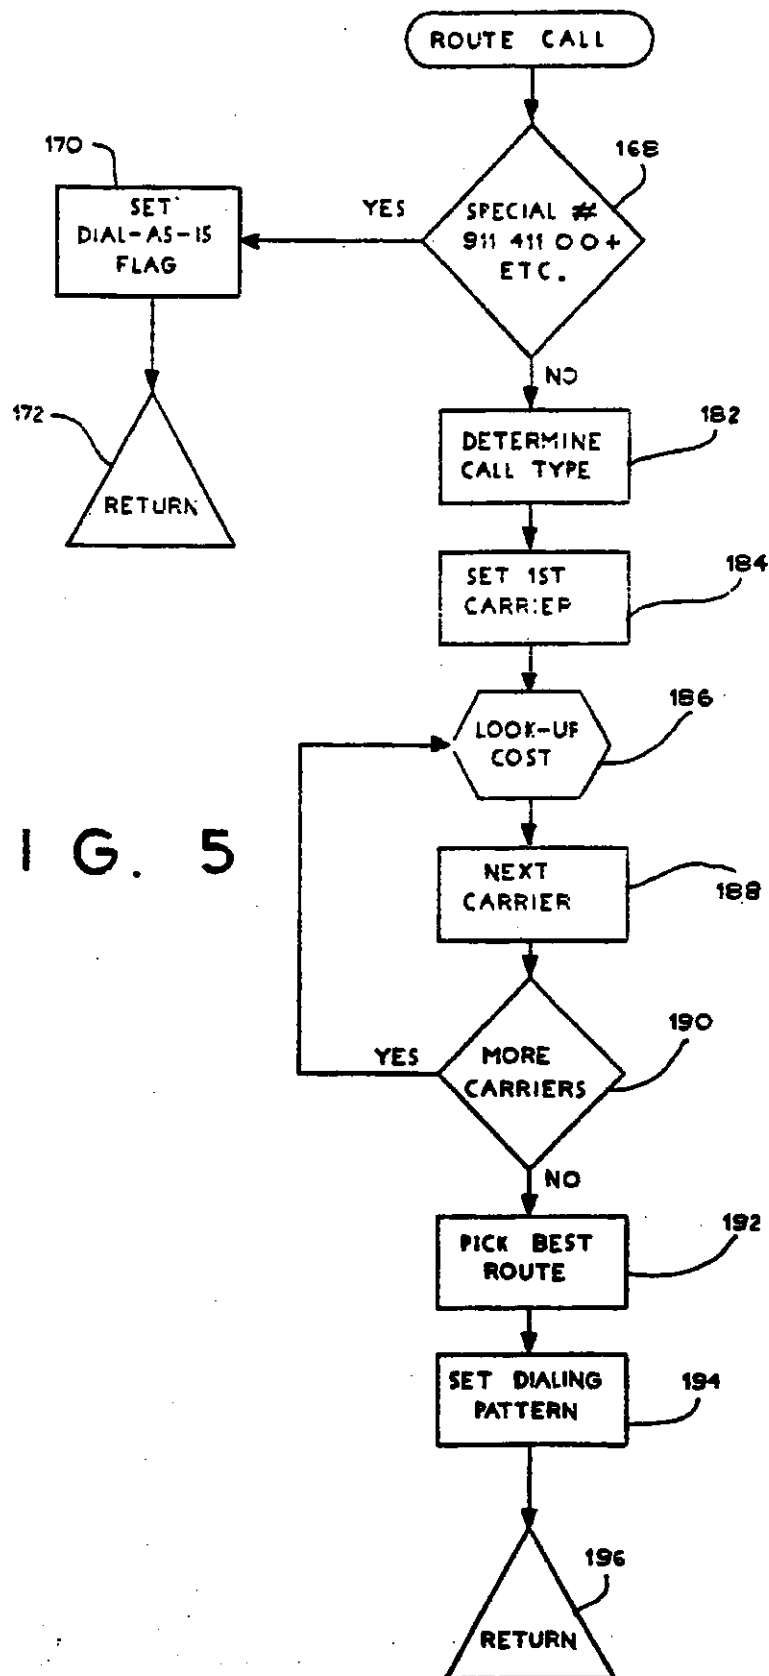 ROUTE CALL
168
SPECIAL #
911 411 00+
ETC.
YES
170
SET
DIAL-AS-IS
FLAG
172
RETURN
NO
182
DETERMINE
CALL TYPE
184
SET 1ST
CARRIER
186
LOOK-UP
COST
I G. 5
188
NEXT
CARRIER
190
YES
MORE
CARRIERS
NO
192
PICK BEST
ROUTE
194
SET DIALING
PATTERN
196
RETURN